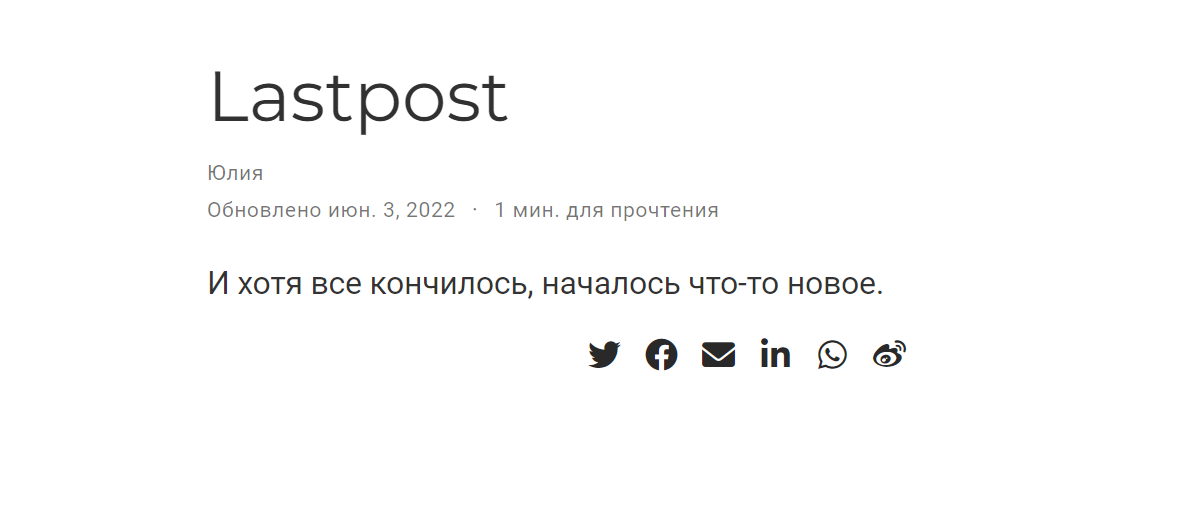 Lastpost
Юлия
Обновлено июн. 3, 2022 · 1 мин. для прочтения
И хотя все кончилось, началось что-то новое.